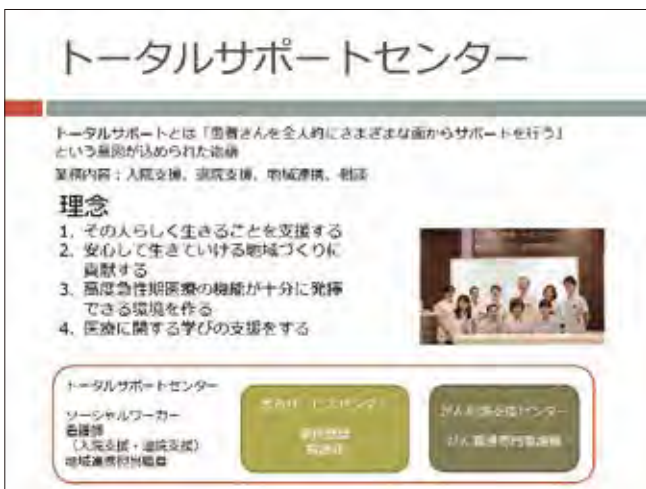 トータルサポートセンター
トータルサポートとは「患者さんを全人的にさまざまな面からサポートを行う」
という意図が込められた造語
業務内容：入院支援、退院支援、地域連携、相談
理念
1、その人らしく生きることを支援する
2、安心して生きていける地域づくりに
貢献する
3、高度急性期医療の機能が十分に発揮
できる環境を作る
4、医療に関する学びの支援をする
トータルサポートセンター
ソーシャルワーカー
看護師
（入院支援・退院支援）
地域連携担当職員
がん相談支援センター
がん看護専門看護師